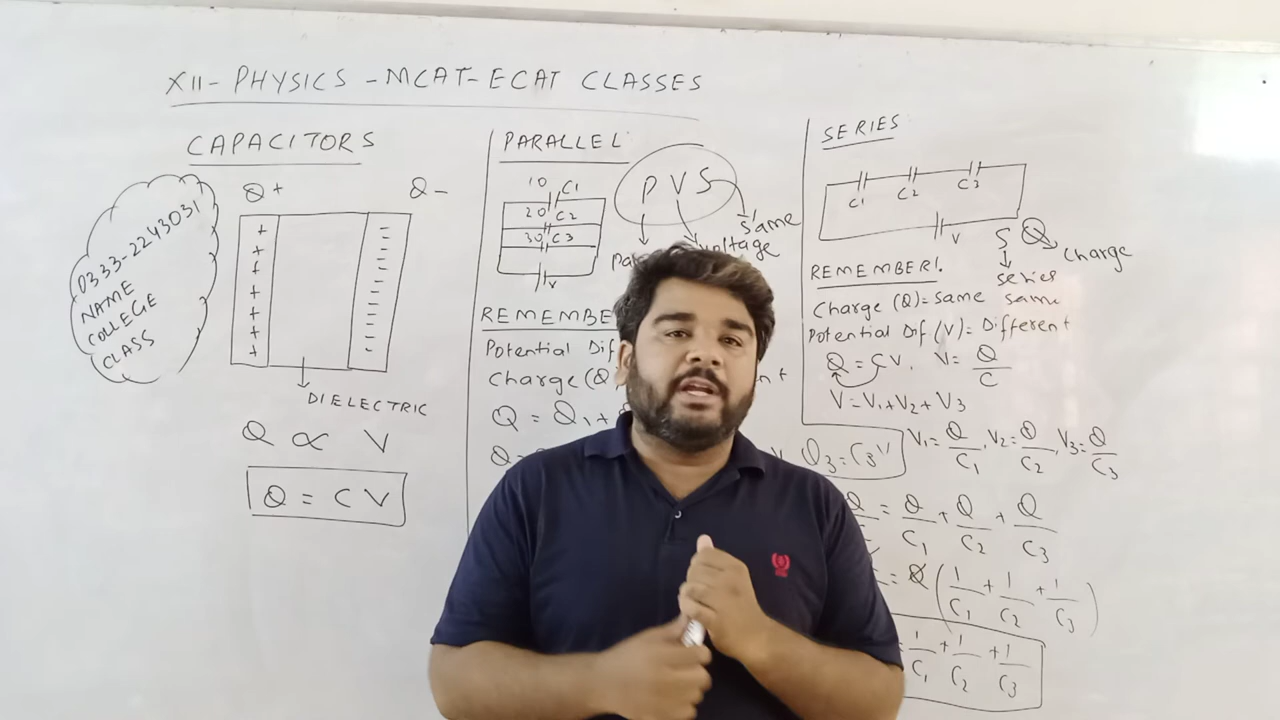 XII - PHYSICS - MCAT - ECAT CLASSES
CAPACITORS
0333-2243031
NAME
COLLEGE
CLASS
Q+
Q-
+
+
+
+
+
+
+
-
-
-
-
-
-
-
-
-
-
DIELECTRIC
Q ∝ V
Q = CV
PARALLEL
10 C1
20 C2
30 C3
V
PVS
Same
voltage
REMEMBE
Potential Dif
Charge (Q
Q = Q1 +
Q3 = C3V
SERIES
C1 C2 C3
V
S Q
Charge
series
same
REMEMBER!
Charge (Q) = Same
Potential Dif (V) = Different
Q = CV, V = Q/C
V = V1 + V2 + V3
V1 = Q/C1, V2 = Q/C2, V3 = Q/C3
= Q/C1 + Q/C2 + Q/C3
= Q (1/C1 + 1/C2 + 1/C3)
= 1/C1 + 1/C2 + 1/C3